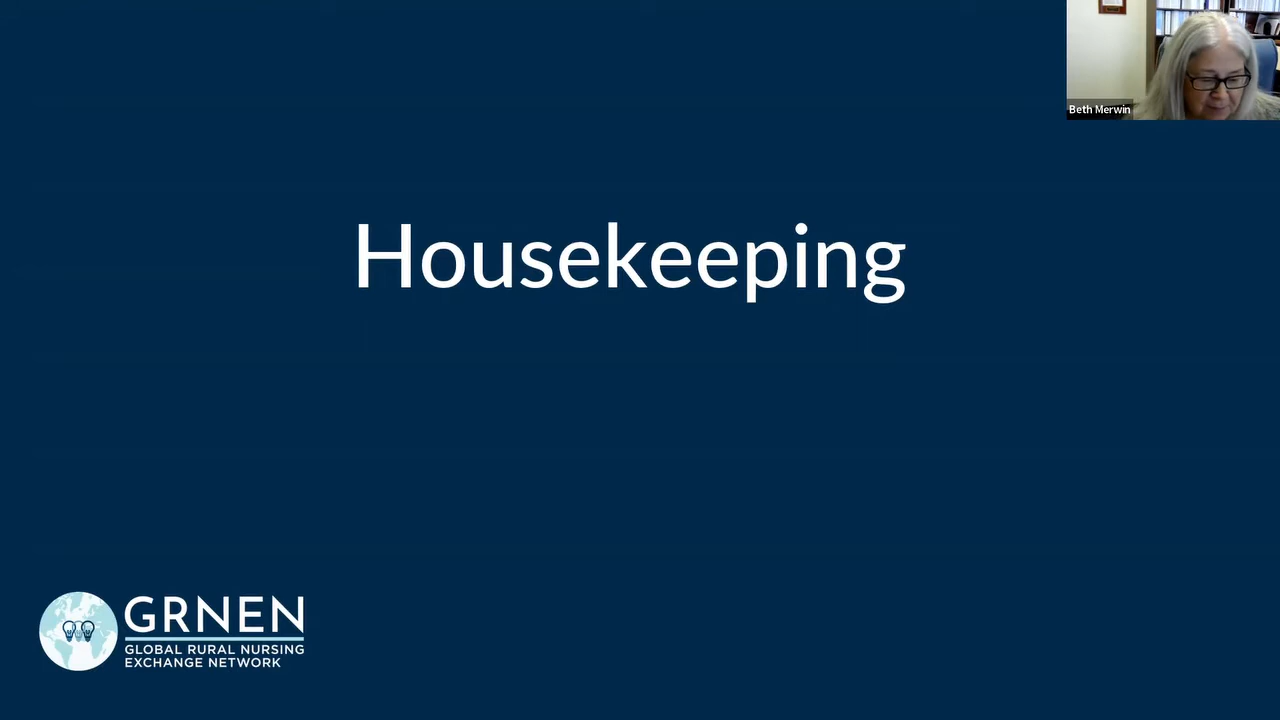 Beth Merwin
Housekeeping
GRNEN
GLOBAL RURAL NURSING
EXCHANGE NETWORK